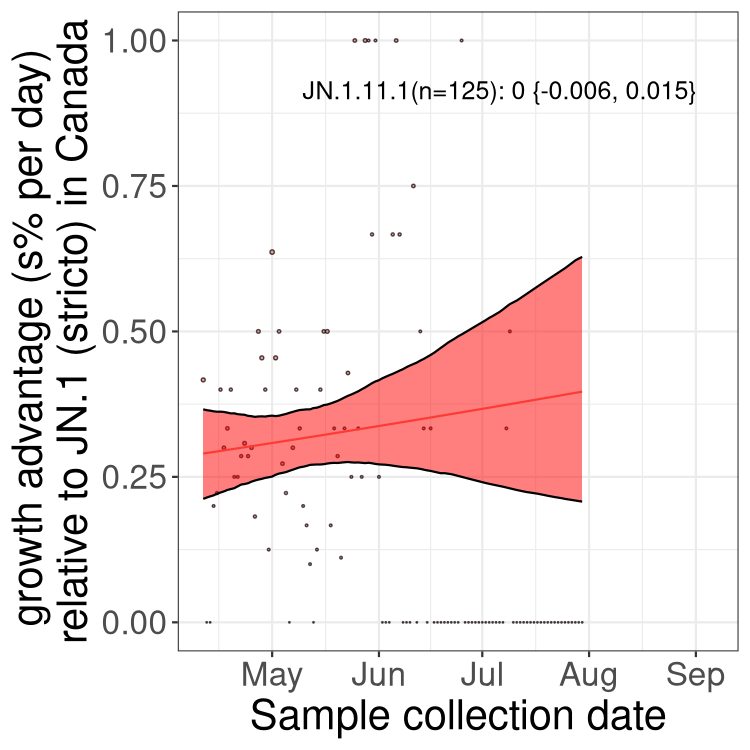 growth advantage (s% per day)
relative to JN.1 (stricto) in Canada
1.00
0.75
0.50
0.25
0.00
JN.1.11.1(n=125): 0 {-0.006, 0.015}
May Jun Jul Aug Sep
Sample collection date